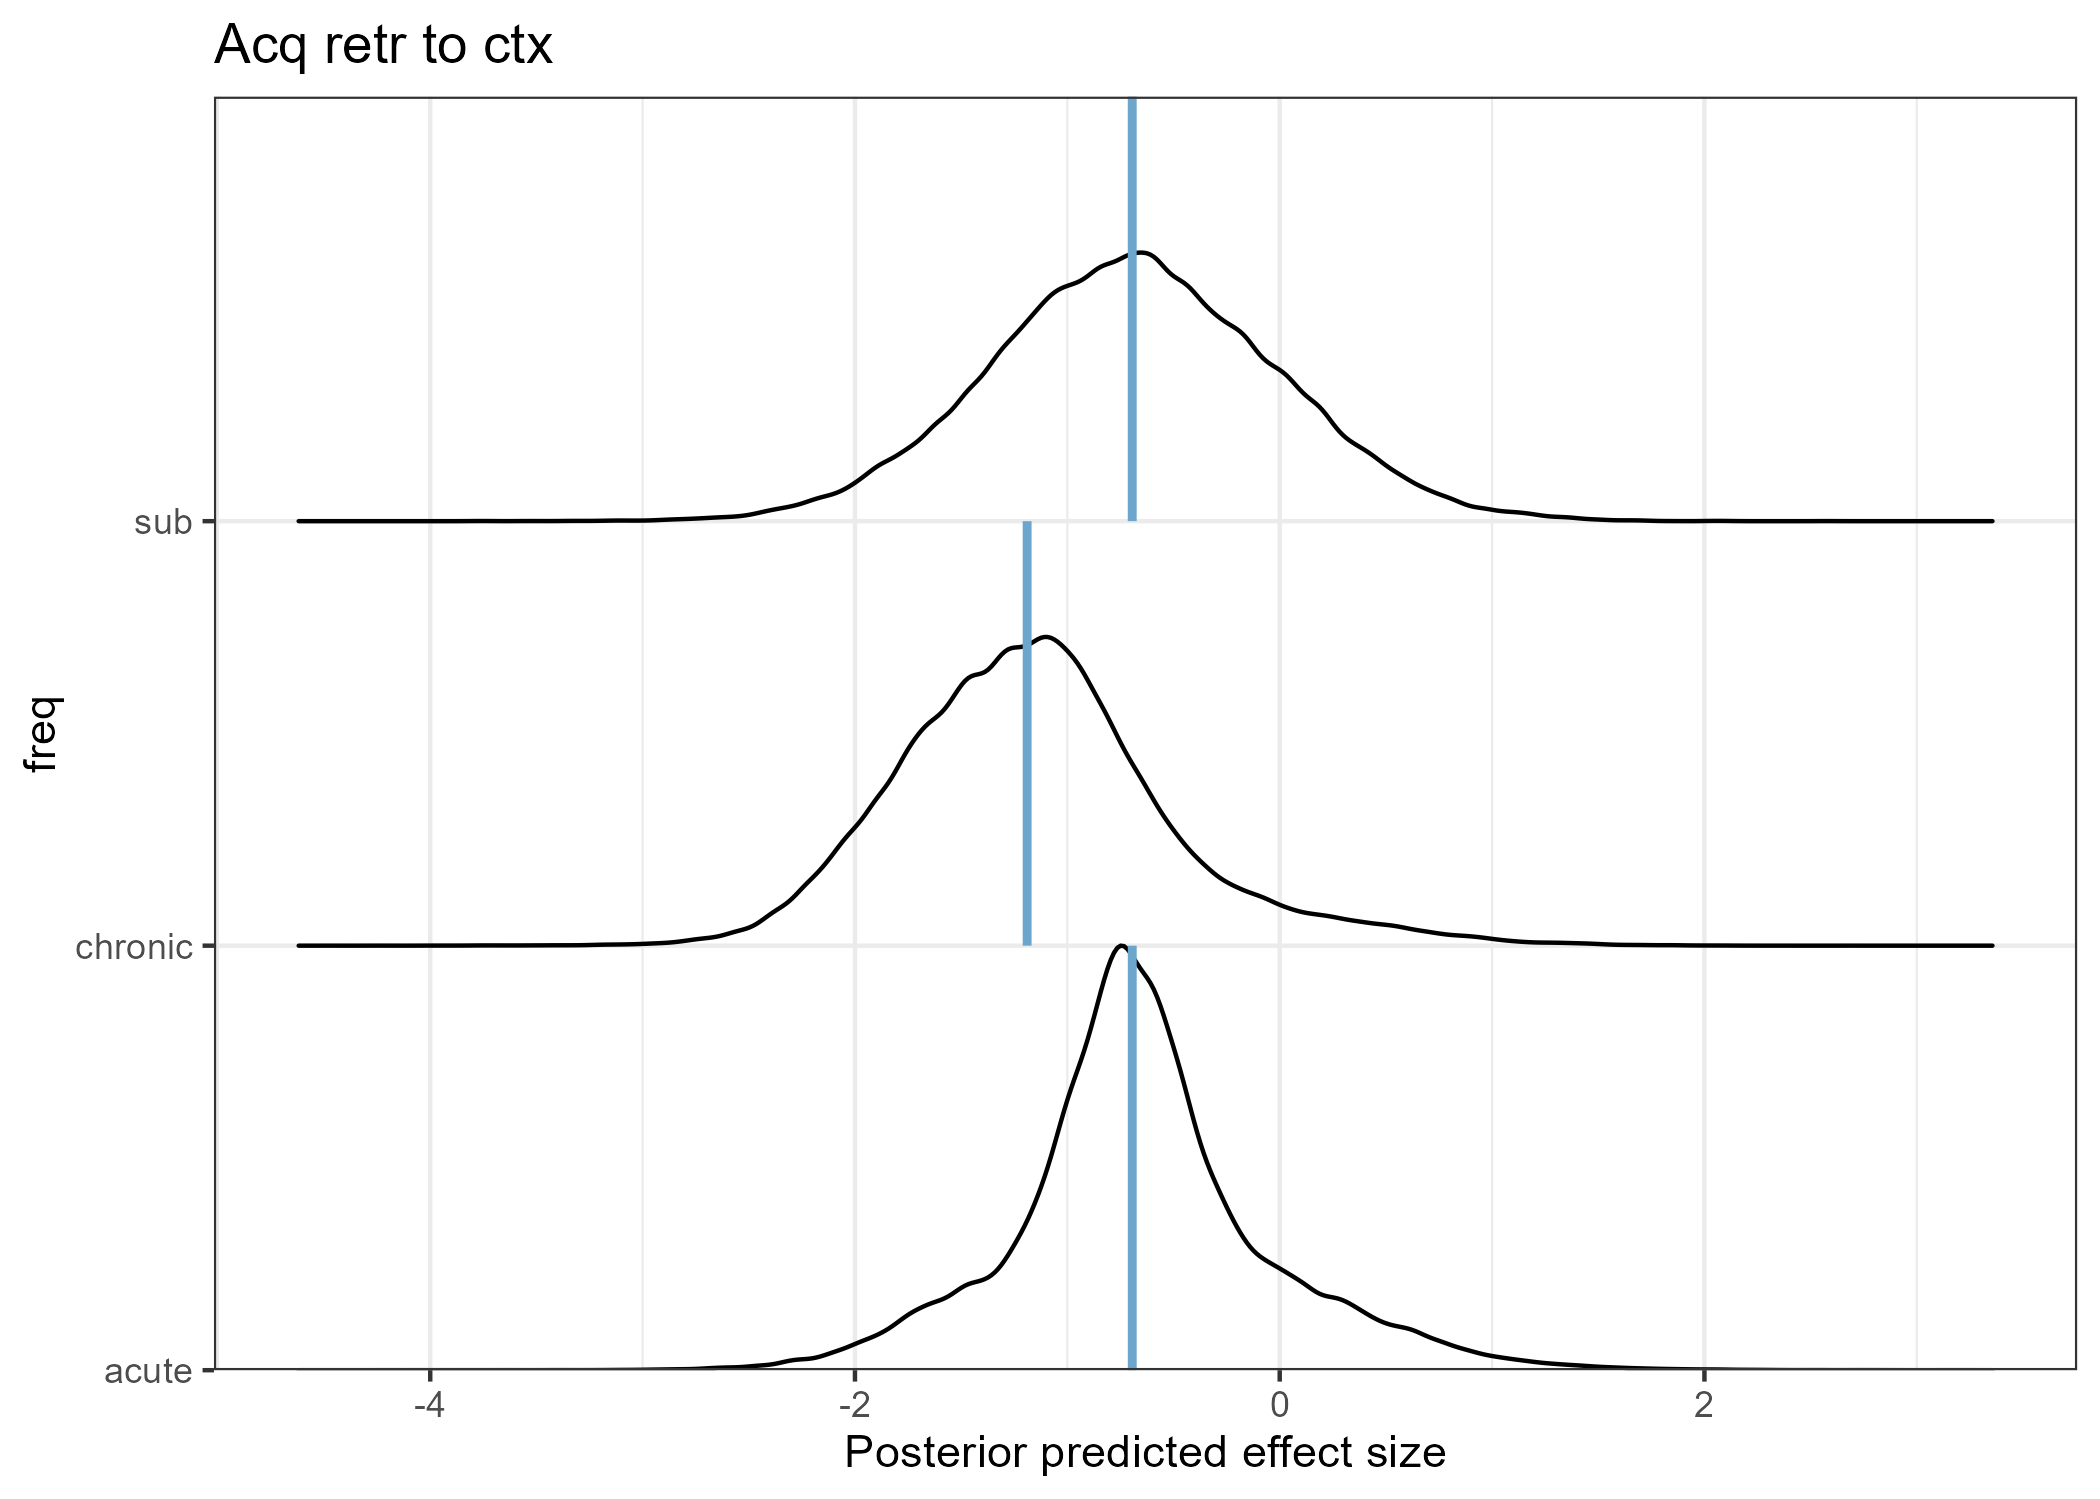 Acq retr to ctx
freq
sub
chronic
acute
-4 -2 0 2
Posterior predicted effect size